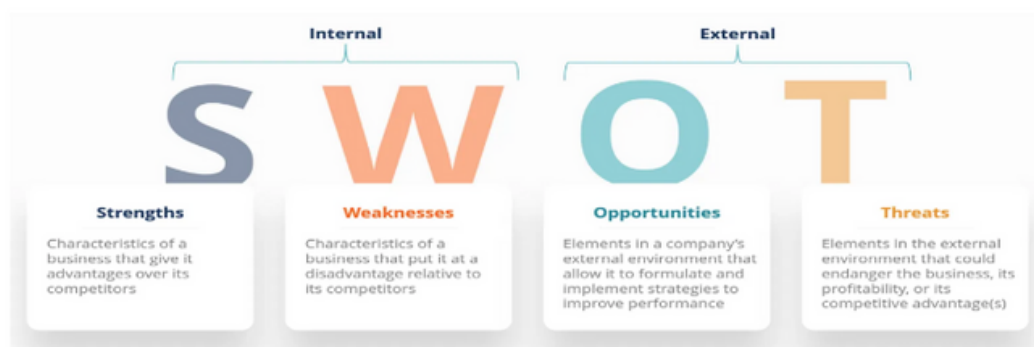 Internal
External
S W O T
Strengths
Characteristics of a
business that give it
advantages over its
competitors
Weaknesses
Characteristics of a
business that put it at a
disadvantage relative to
its competitors
Opportunities
Elements in a company's
external environment that
allow it to formulate and
implement strategies to
improve performance
Threats
Elements in the external
environment that could
endanger the business, its
profitability, or its
competitive advantage(s)